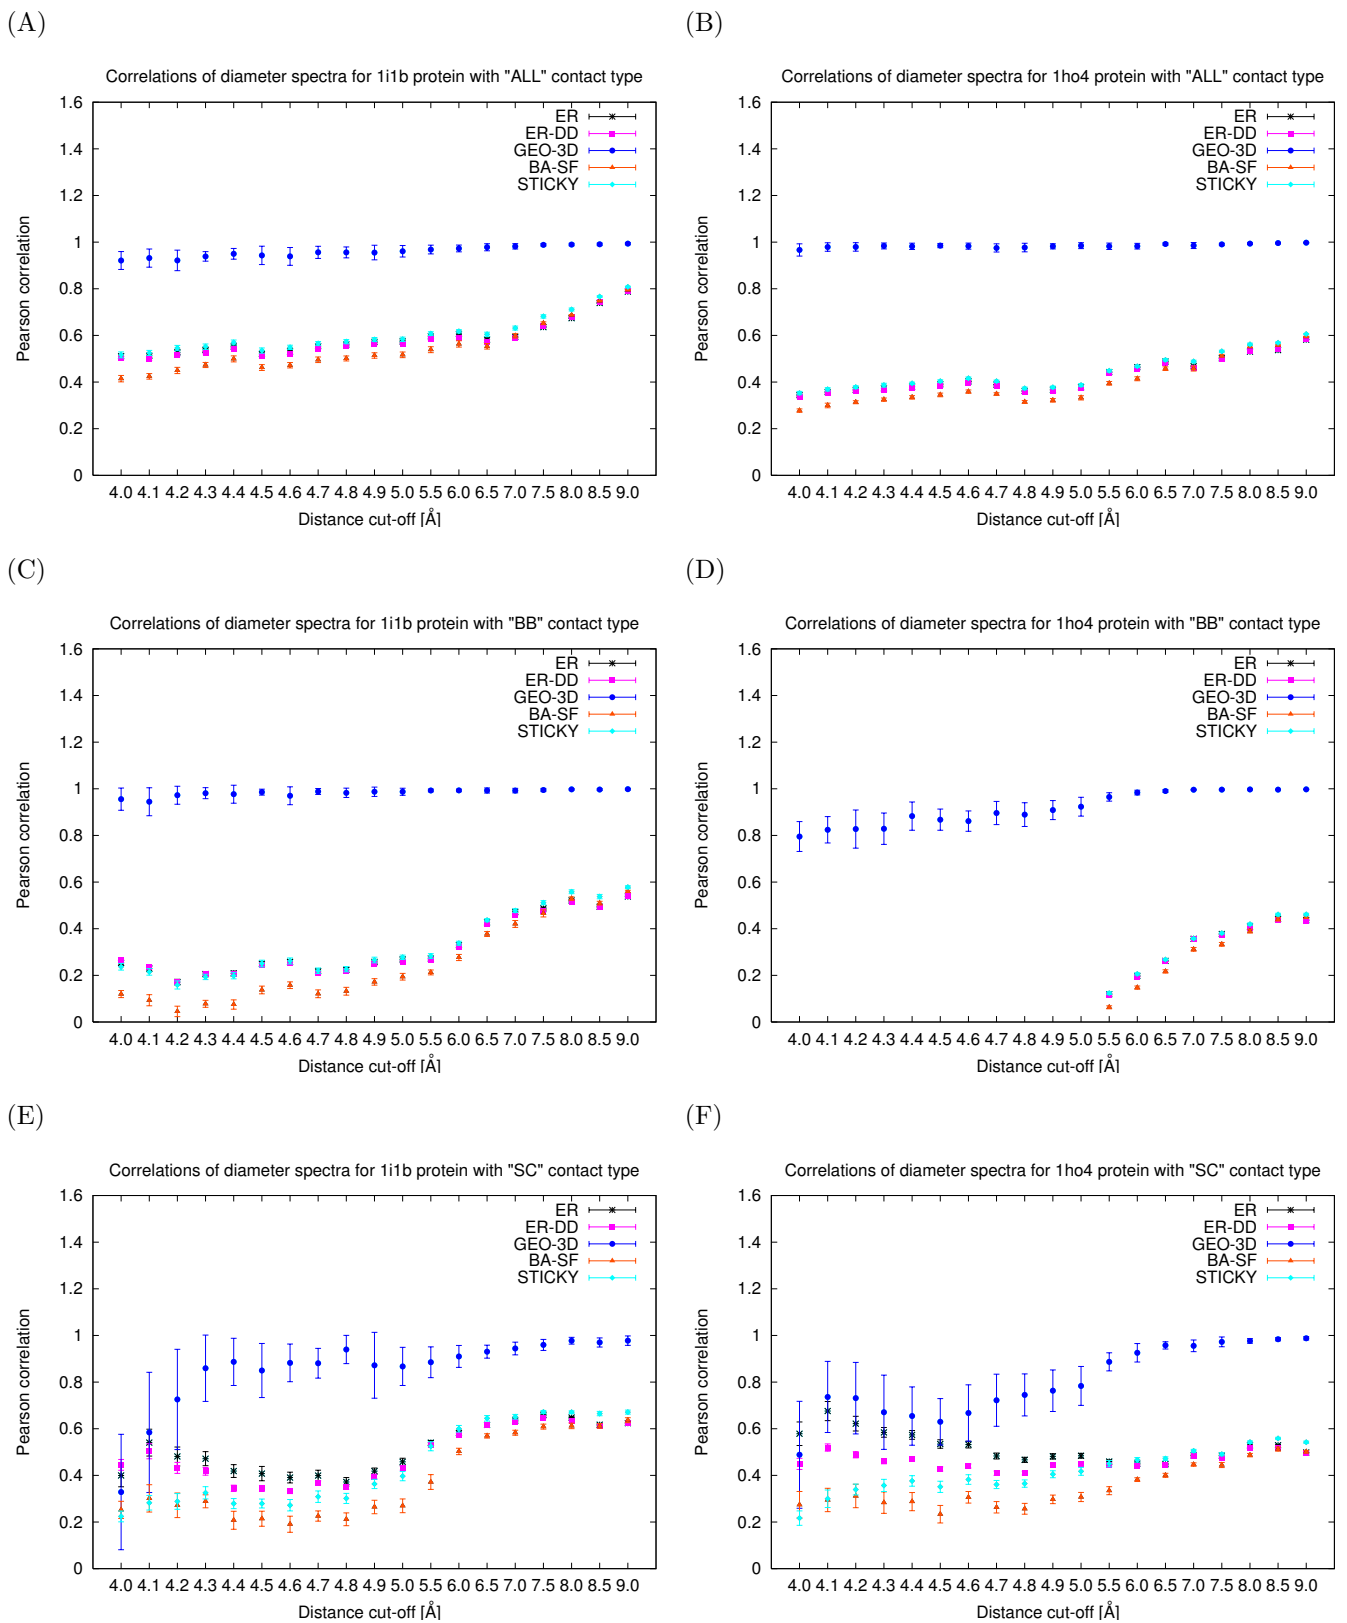 (A)
Correlations of diameter spectra for 1i1b protein with "ALL" contact type
Pearson correlation
1.6
1.4
1.2
1
0.8
0.6
0.4
0.2
0
ER
ER-DD
GEO-3D
BA-SF
STICKY
4.0 4.1 4.2 4.3 4.4 4.5 4.6 4.7 4.8 4.9 5.0 5.5 6.0 6.5 7.0 7.5 8.0 8.5 9.0
Distance cut-off [Å]
(B)
Correlations of diameter spectra for 1ho4 protein with "ALL" contact type
Pearson correlation
1.6
1.4
1.2
1
0.8
0.6
0.4
0.2
0
ER
ER-DD
GEO-3D
BA-SF
STICKY
4.0 4.1 4.2 4.3 4.4 4.5 4.6 4.7 4.8 4.9 5.0 5.5 6.0 6.5 7.0 7.5 8.0 8.5 9.0
Distance cut-off [Å]
(C)
Correlations of diameter spectra for 1i1b protein with "BB" contact type
Pearson correlation
1.6
1.4
1.2
1
0.8
0.6
0.4
0.2
0
ER
ER-DD
GEO-3D
BA-SF
STICKY
4.0 4.1 4.2 4.3 4.4 4.5 4.6 4.7 4.8 4.9 5.0 5.5 6.0 6.5 7.0 7.5 8.0 8.5 9.0
Distance cut-off [Å]
(D)
Correlations of diameter spectra for 1ho4 protein with "BB" contact type
Pearson correlation
1.6
1.4
1.2
1
0.8
0.6
0.4
0.2
0
ER
ER-DD
GEO-3D
BA-SF
STICKY
4.0 4.1 4.2 4.3 4.4 4.5 4.6 4.7 4.8 4.9 5.0 5.5 6.0 6.5 7.0 7.5 8.0 8.5 9.0
Distance cut-off [Å]
(E)
Correlations of diameter spectra for 1i1b protein with "SC" contact type
Pearson correlation
1.6
1.4
1.2
1
0.8
0.6
0.4
0.2
0
ER
ER-DD
GEO-3D
BA-SF
STICKY
4.0 4.1 4.2 4.3 4.4 4.5 4.6 4.7 4.8 4.9 5.0 5.5 6.0 6.5 7.0 7.5 8.0 8.5 9.0
Distance cut-off [Å]
(F)
Correlations of diameter spectra for 1ho4 protein with "SC" contact type
Pearson correlation
1.6
1.4
1.2
1
0.8
0.6
0.4
0.2
0
ER
ER-DD
GEO-3D
BA-SF
STICKY
4.0 4.1 4.2 4.3 4.4 4.5 4.6 4.7 4.8 4.9 5.0 5.5 6.0 6.5 7.0 7.5 8.0 8.5 9.0
Distance cut-off [Å]